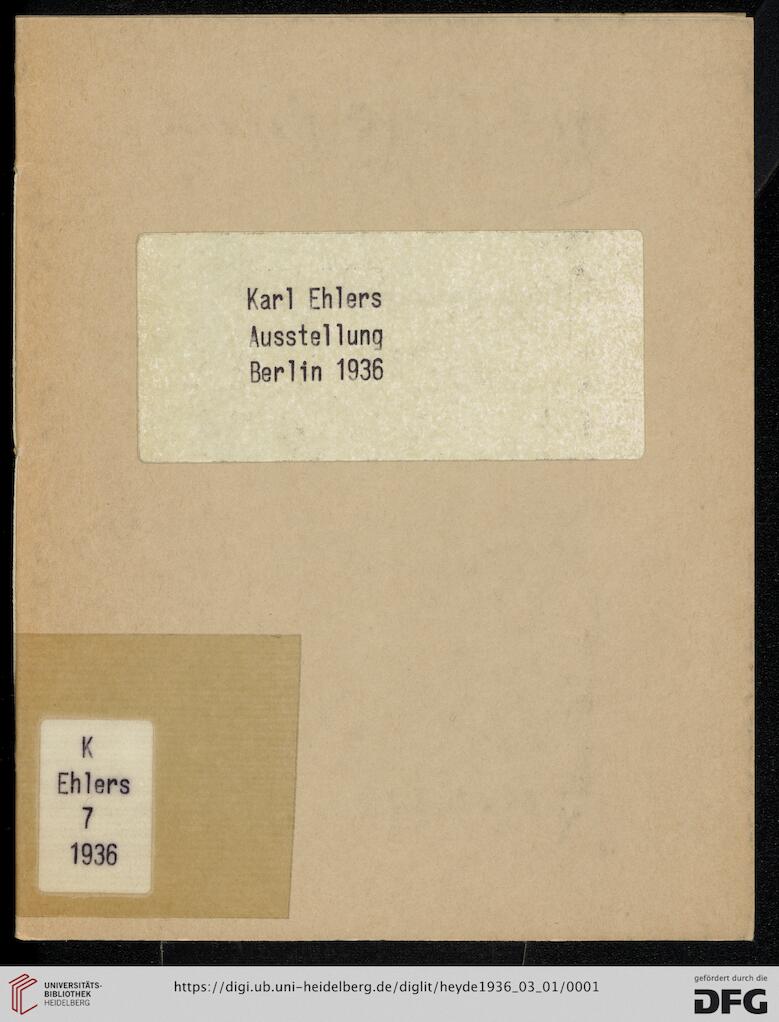 Karl Ehlers
Ausstellung
Berlin 1936
K
Ehlers
7
1936
UNIVERSITÄTS-
BIBLIOTHEK
HEIDELBERG
https://digi.ub.uni-heidelberg.de/diglit/heyde1936_03_01/0001
gefördert durch die
DFG